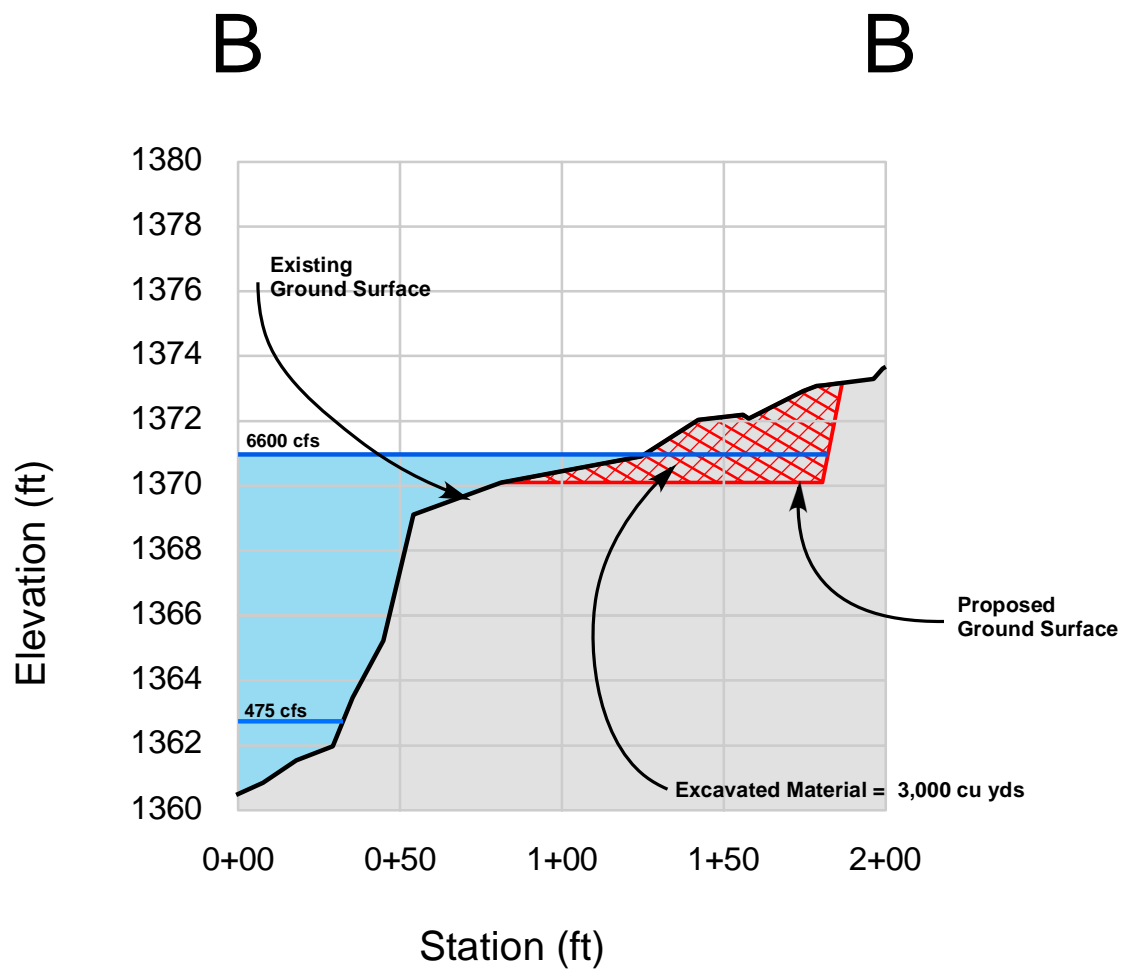 B B
1380
1378
Existing
Ground Surface
1376
1374
1372
6600 cfs
1370
1368
1366
Proposed
Ground Surface
1364
475 cfs
1362
Excavated Material = 3,000 cu yds
1360
Elevation (ft)
0+00 0+50 1+00 1+50 2+00
Station (ft)